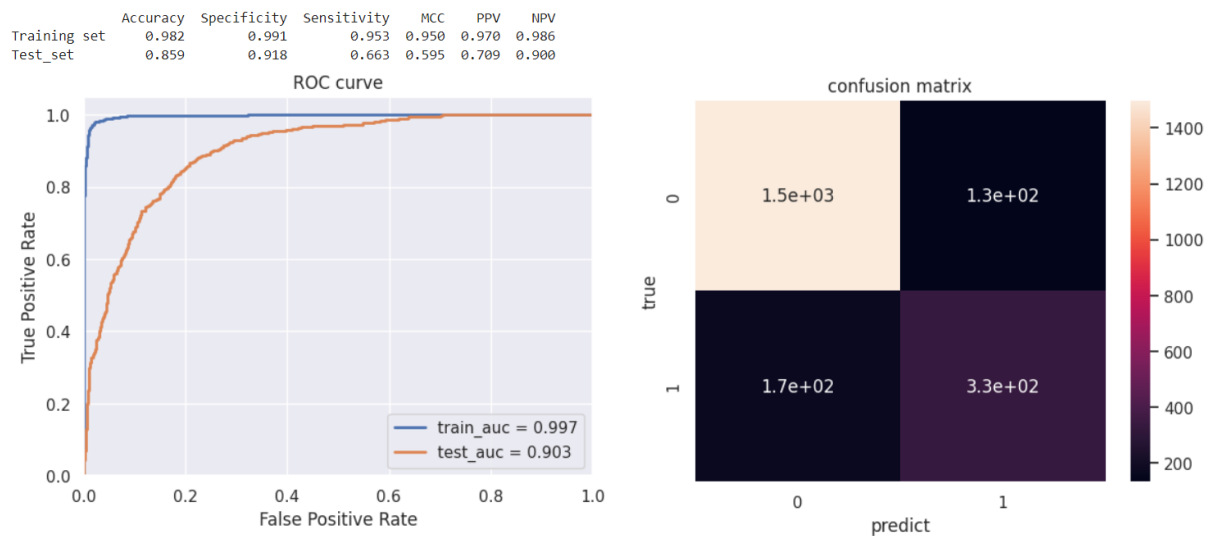 Accuracy Specificity Sensitivity MCC PPV NPV
Training set 0.982 0.991 0.953 0.950 0.970 0.986
Test_set 0.859 0.918 0.663 0.595 0.709 0.900
ROC curve
1.0
0.8
0.6
0.4
0.2
0.0
True Positive Rate
train_auc = 0.997
test_auc = 0.903
0.0 0.2 0.4 0.6 0.8 1.0
False Positive Rate
confusion matrix
true
0
1.5e+03 1.3e+02
1
1.7e+02 3.3e+02
0 1
predict
1400
1200
1000
800
600
400
200